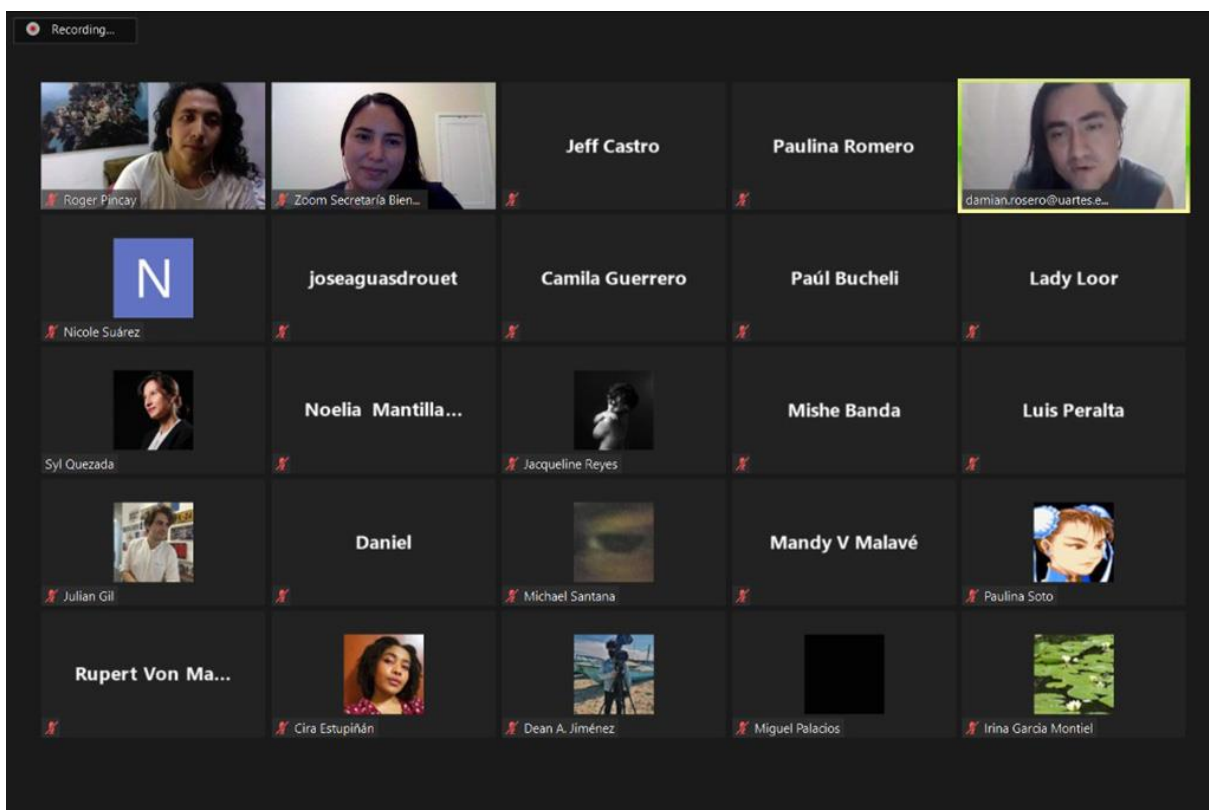 Recording...
Roger Pincay
Zoom Secretaría Bien...
Jeff Castro
Paulina Romero
damian.rosero@uartes.e...
N
Nicole Suárez
joseaguasdrouet
Camila Guerrero
Paúl Bucheli
Lady Loor
Syl Quezada
Noelia Mantilla...
Jacqueline Reyes
Mishe Banda
Luis Peralta
Julian Gil
Daniel
Michael Santana
Mandy V Malavé
Paulina Soto
Rupert Von Ma...
Cira Estupiñán
Dean A. Jiménez
Miguel Palacios
Irina Garcia Montiel